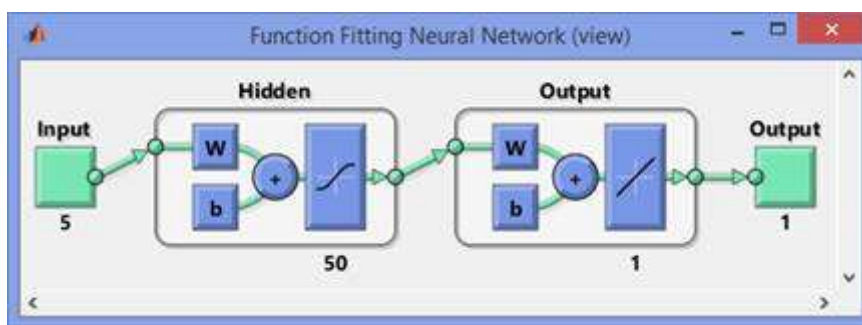 Function Fitting Neural Network (view)
Hidden
Output
Input
Output
W
+
b
W
+
b
5
50
1
1